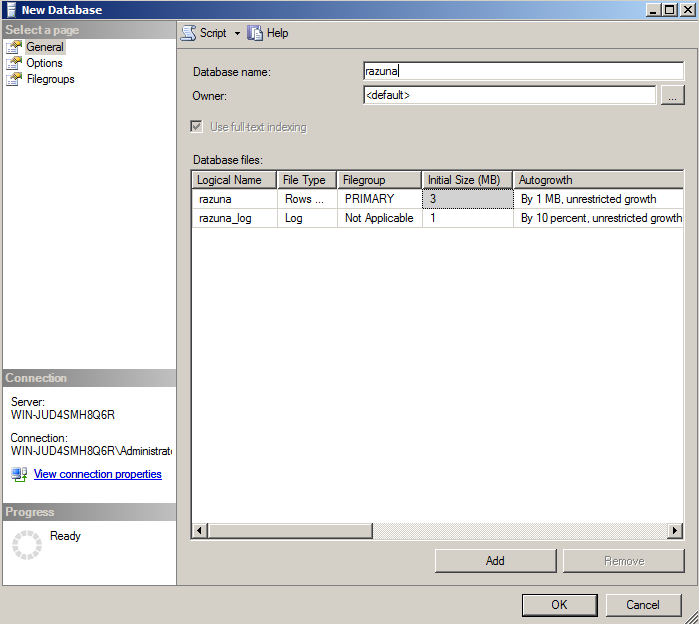 New Database
Select a page
General
Options
Filegroups
Script
Help
Database name: razuna
Owner: <default>
...
Use full-text indexing
Database files:
Logical Name File Type Filegroup Initial Size (MB) Autogrowth
razuna Rows ... PRIMARY 3 By 1 MB, unrestricted growth
razuna_log Log Not Applicable 1 By 10 percent, unrestricted growth
Connection
Server:
WIN-JUD4SMH8Q6R
Connection:
WIN-JUD4SMH8Q6R\Administrat
View connection properties
Progress
Ready
Add Remove
OK Cancel